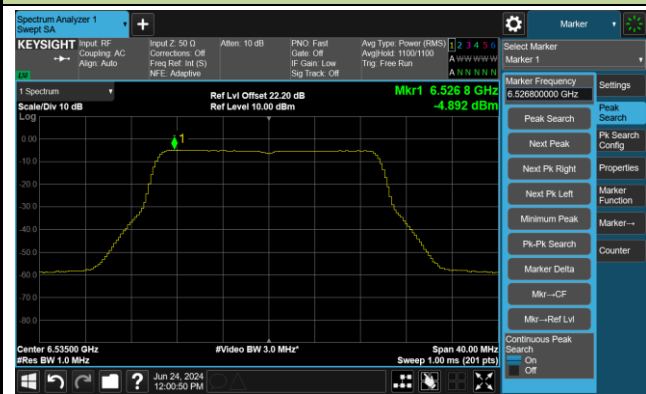 Spectrum Analyzer 1
Swept SA
Marker
KEYSIGHT
Input: RF
Coupling: AC
Align: Auto
Input Z: 50 Ω
Corrections: Off
Freq Ref: Int (S)
NFE: Adaptive
Atten: 10 dB
PNO: Fast
Gate: Off
IF Gain: Low
Sig Track: Off
Avg Type: Power (RMS)
Avg|Hold: 1100/1100
Trig: Free Run
1 2 3 4 5 6
A W W W W W
A N N N N N
LW
Select Marker
Marker 1
1 Spectrum
Scale/Div 10 dB
Ref Lvl Offset 22.20 dB
Ref Level 10.00 dBm
Mkr1 6.526 8 GHz
-4.892 dBm
Log
0.00
-10.0
-20.0
-30.0
-40.0
-50.0
-60.0
-70.0
-80.0
1
Center 6.53500 GHz
#Res BW 1.0 MHz
#Video BW 3.0 MHz*
Span 40.00 MHz
Sweep 1.00 ms (201 pts)
Marker Frequency
6.526800000 GHz
Peak Search
Next Peak
Next Pk Right
Next Pk Left
Minimum Peak
Pk-Pk Search
Marker Delta
Mkr→CF
Mkr→Ref Lvl
Continuous Peak
Search
On
Off
Settings
Peak
Search
Pk Search
Config
Properties
Marker
Function
Marker→
Counter
?
Jun 24, 2024
12:00:50 PM